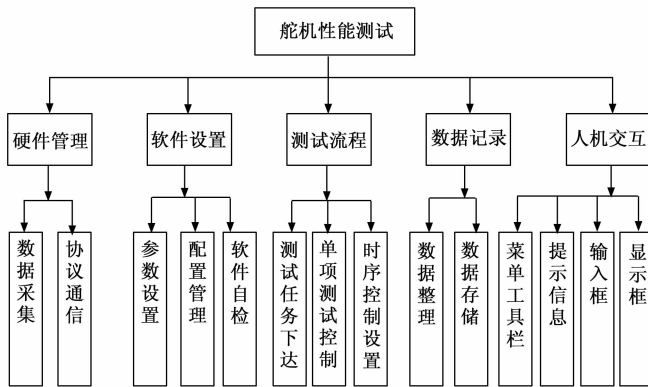 舵机性能测试
硬件管理
软件设置
测试流程
数据记录
人机交互
数据采集
协议通信
参数设置
配置管理
软件自检
测试任务下达
单项测试控制
时序控制设置
数据整理
数据存储
菜单工具栏
提示信息
输入框
显示框